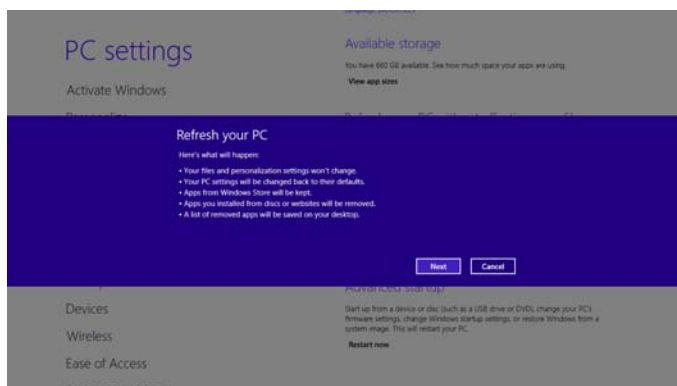 PC settings
Activate Windows
Available storage
You have 660 GB available. See how much space your apps are using.
View app sizes
Refresh your PC
Here's what will happen:
• Your files and personalization settings won't change.
• Your PC settings will be changed back to their defaults.
• Apps from Windows Store will be kept.
• Apps you installed from discs or websites will be removed.
• A list of removed apps will be saved on your desktop.
Next Cancel
Devices
Wireless
Ease of Access
Advanced startup
Start up from a device or disc (such as a USB drive or DVD), change your PC's
firmware settings, change Windows startup settings, or restore Windows from a
system image. This will restart your PC.
Restart now